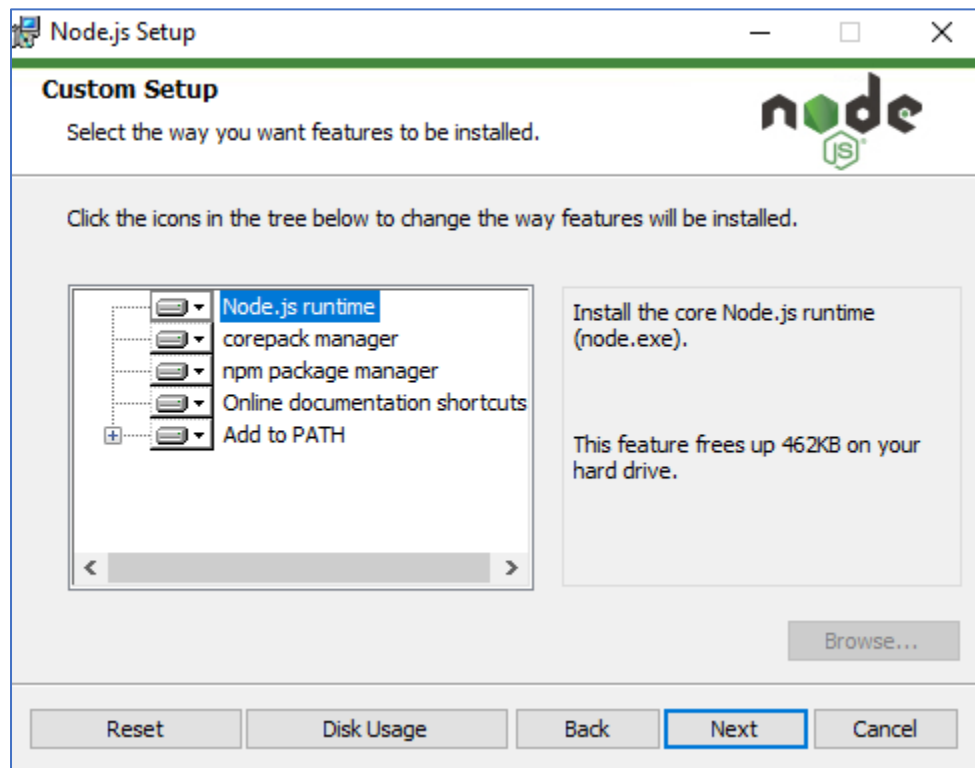 Node.js Setup
Custom Setup
Select the way you want features to be installed.
node
JS
Click the icons in the tree below to change the way features will be installed.
Node.js runtime
corepack manager
npm package manager
Online documentation shortcuts
Add to PATH
Install the core Node.js runtime
(node.exe).
This feature frees up 462KB on your
hard drive.
Browse...
Reset
Disk Usage
Back
Next
Cancel